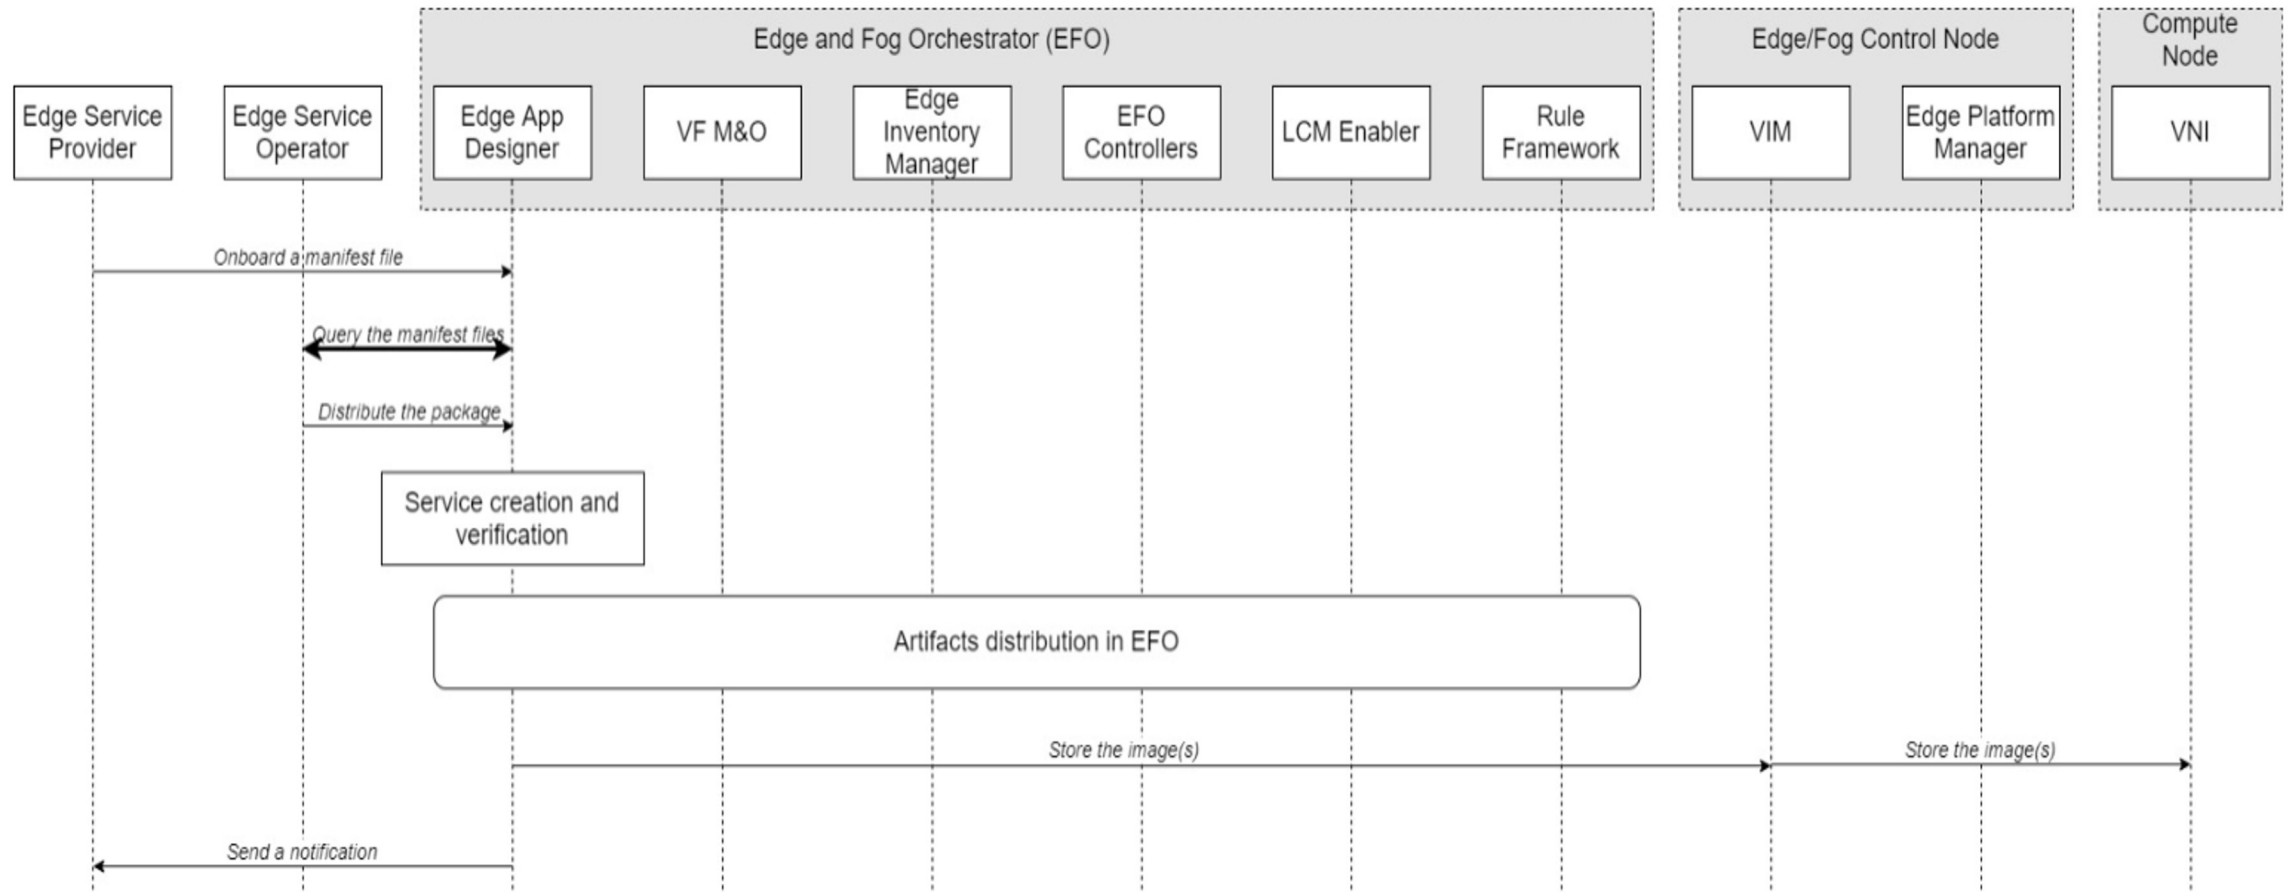 Edge and Fog Orchestrator (EFO)
Edge/Fog Control Node
Compute
Node
Edge Service
Provider
Edge Service
Operator
Edge App
Designer
VF M&O
Edge
Inventory
Manager
EFO
Controllers
LCM Enabler
Rule
Framework
VIM
Edge Platform
Manager
VNI
Onboard a manifest file
Query the manifest files
Distribute the package
Service creation and
verification
Artifacts distribution in EFO
Store the image(s)
Store the image(s)
Send a notification